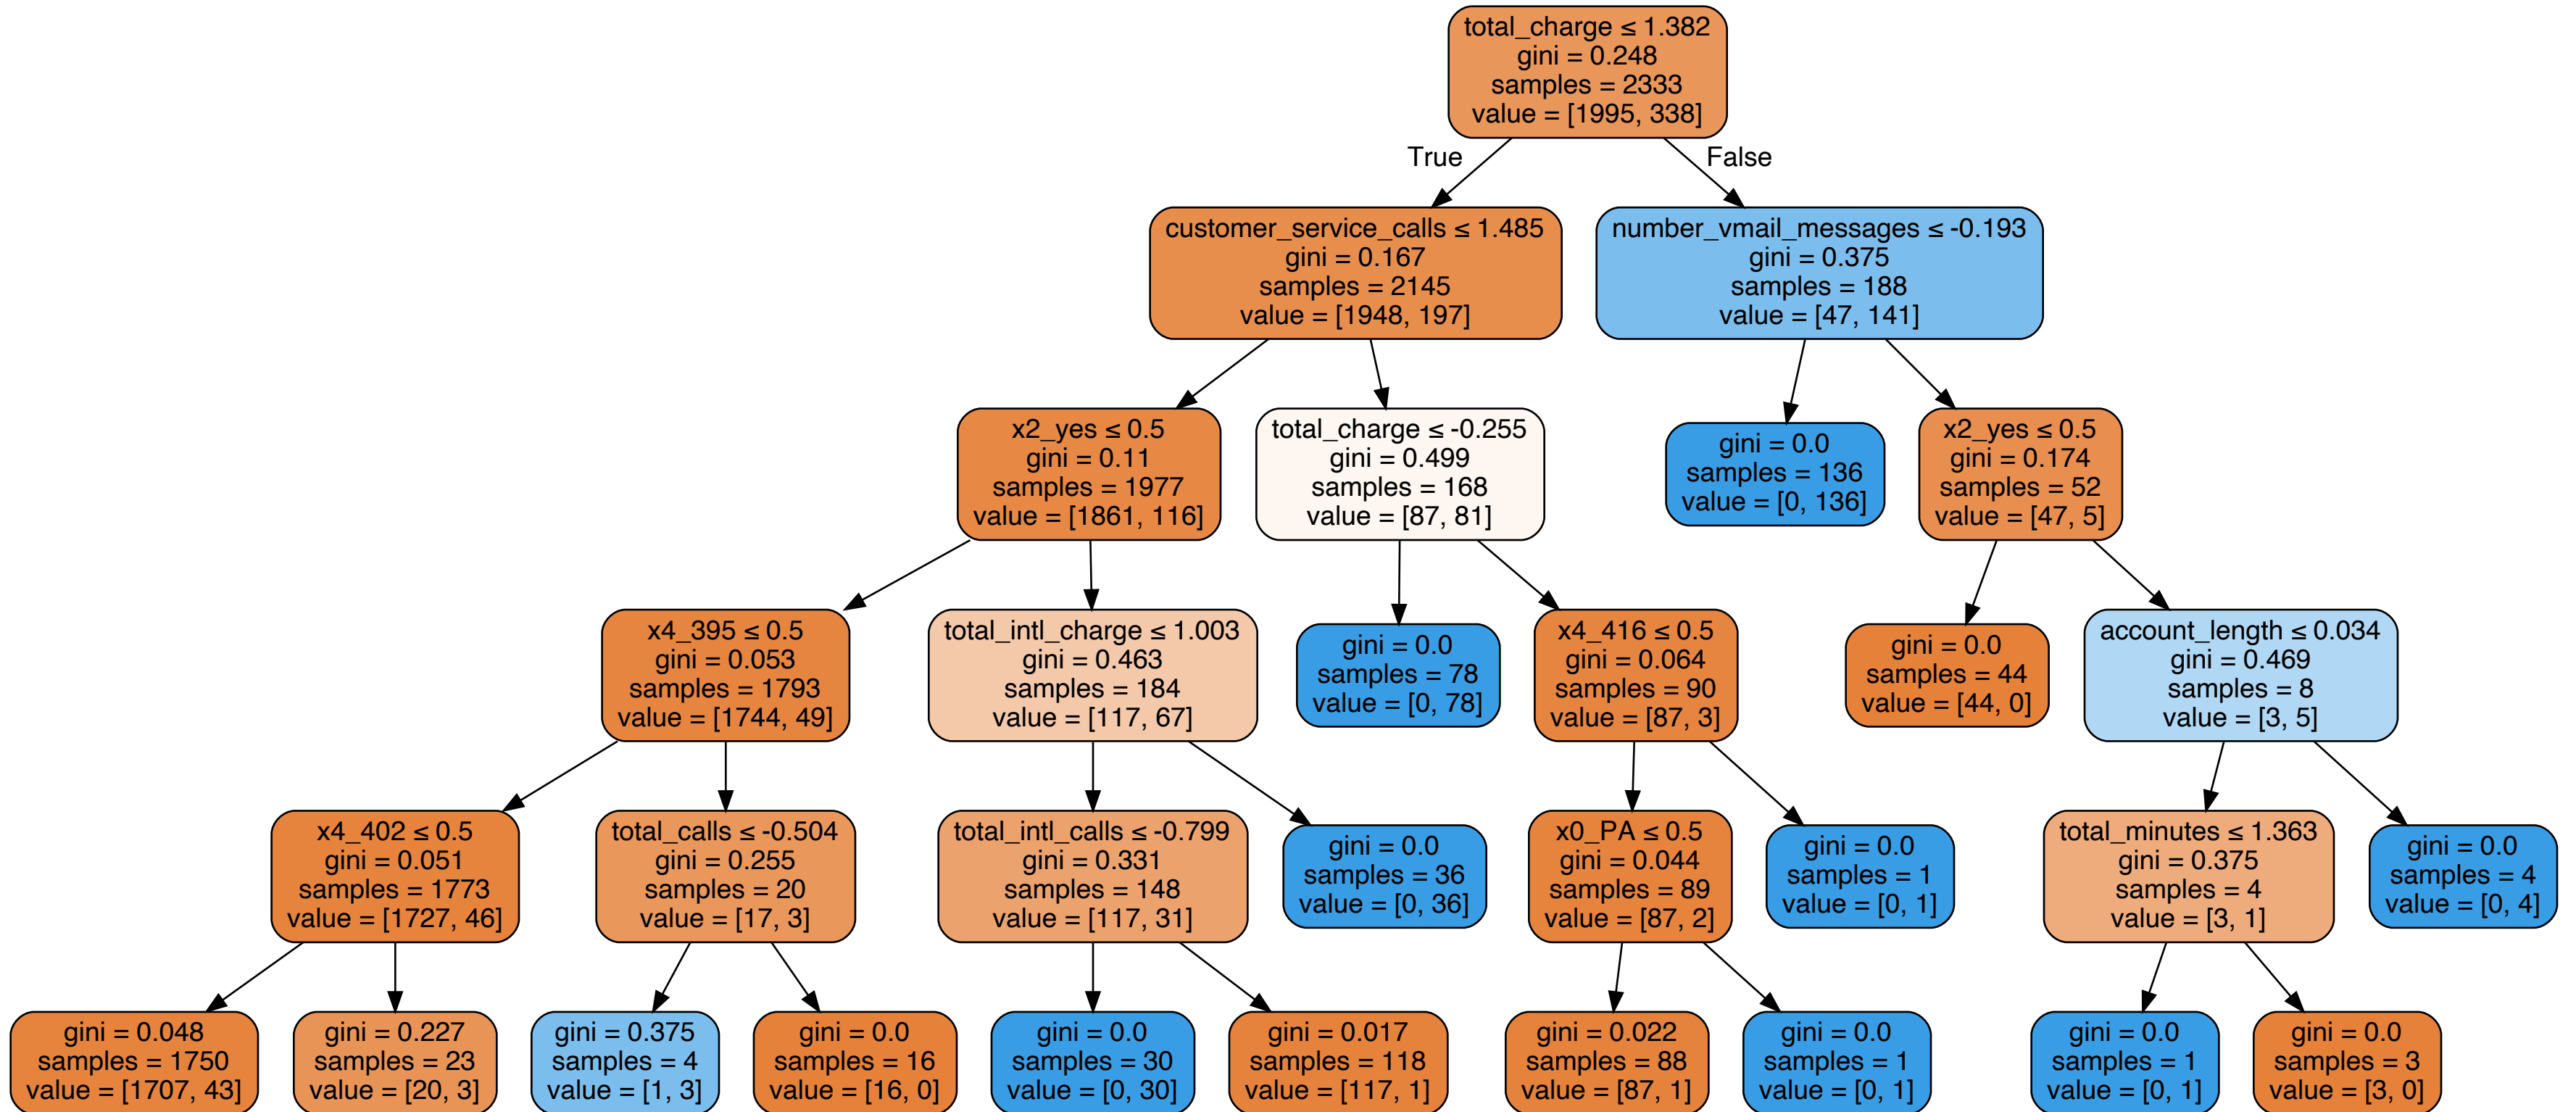 total_charge ≤ 1.382
gini = 0.248
samples = 2333
value = [1995, 338]
True
False
customer_service_calls ≤ 1.485
gini = 0.167
samples = 2145
value = [1948, 197]
number_vmail_messages ≤ -0.193
gini = 0.375
samples = 188
value = [47, 141]
x2_yes ≤ 0.5
gini = 0.11
samples = 1977
value = [1861, 116]
total_charge ≤ -0.255
gini = 0.499
samples = 168
value = [87, 81]
gini = 0.0
samples = 136
value = [0, 136]
x2_yes ≤ 0.5
gini = 0.174
samples = 52
value = [47, 5]
x4_395 ≤ 0.5
gini = 0.053
samples = 1793
value = [1744, 49]
total_intl_charge ≤ 1.003
gini = 0.463
samples = 184
value = [117, 67]
gini = 0.0
samples = 78
value = [0, 78]
x4_416 ≤ 0.5
gini = 0.064
samples = 90
value = [87, 3]
gini = 0.0
samples = 44
value = [44, 0]
account_length ≤ 0.034
gini = 0.469
samples = 8
value = [3, 5]
x4_402 ≤ 0.5
gini = 0.051
samples = 1773
value = [1727, 46]
total_calls ≤ -0.504
gini = 0.255
samples = 20
value = [17, 3]
total_intl_calls ≤ -0.799
gini = 0.331
samples = 148
value = [117, 31]
gini = 0.0
samples = 36
value = [0, 36]
x0_PA ≤ 0.5
gini = 0.044
samples = 89
value = [87, 2]
gini = 0.0
samples = 1
value = [0, 1]
total_minutes ≤ 1.363
gini = 0.375
samples = 4
value = [3, 1]
gini = 0.0
samples = 4
value = [0, 4]
gini = 0.048
samples = 1750
value = [1707, 43]
gini = 0.227
samples = 23
value = [20, 3]
gini = 0.375
samples = 4
value = [1, 3]
gini = 0.0
samples = 16
value = [16, 0]
gini = 0.0
samples = 30
value = [0, 30]
gini = 0.017
samples = 118
value = [117, 1]
gini = 0.022
samples = 88
value = [87, 1]
gini = 0.0
samples = 1
value = [0, 1]
gini = 0.0
samples = 1
value = [0, 1]
gini = 0.0
samples = 3
value = [3, 0]